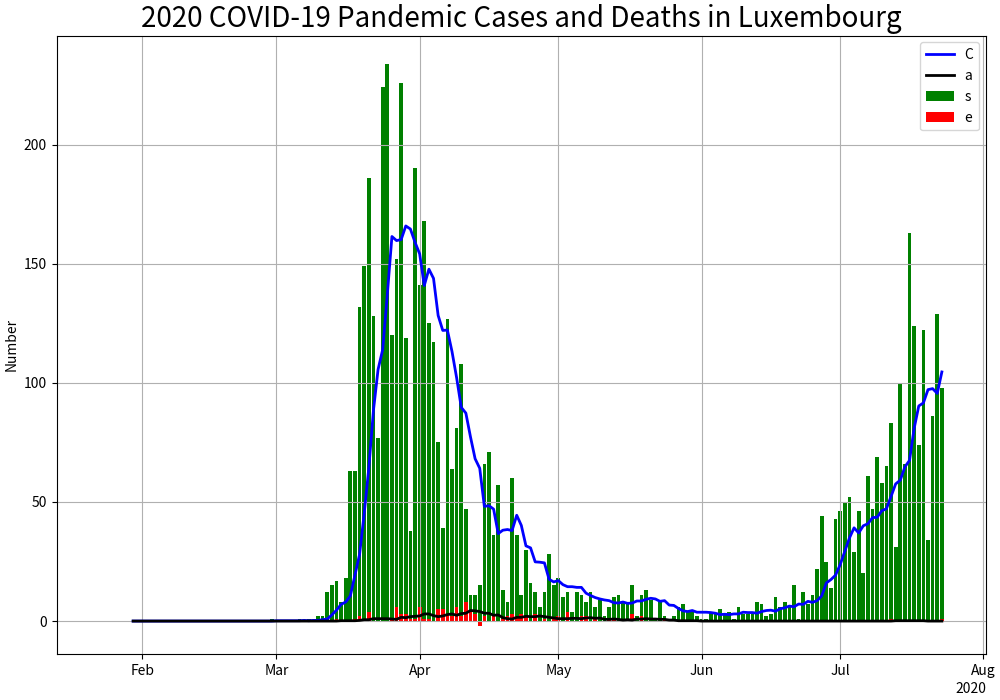 2020 COVID-19 Pandemic Cases and Deaths in Luxembourg
C
a
s
e
Number
200
150
100
50
0
Feb
Mar
Apr
May
Jun
Jul
Aug
2020